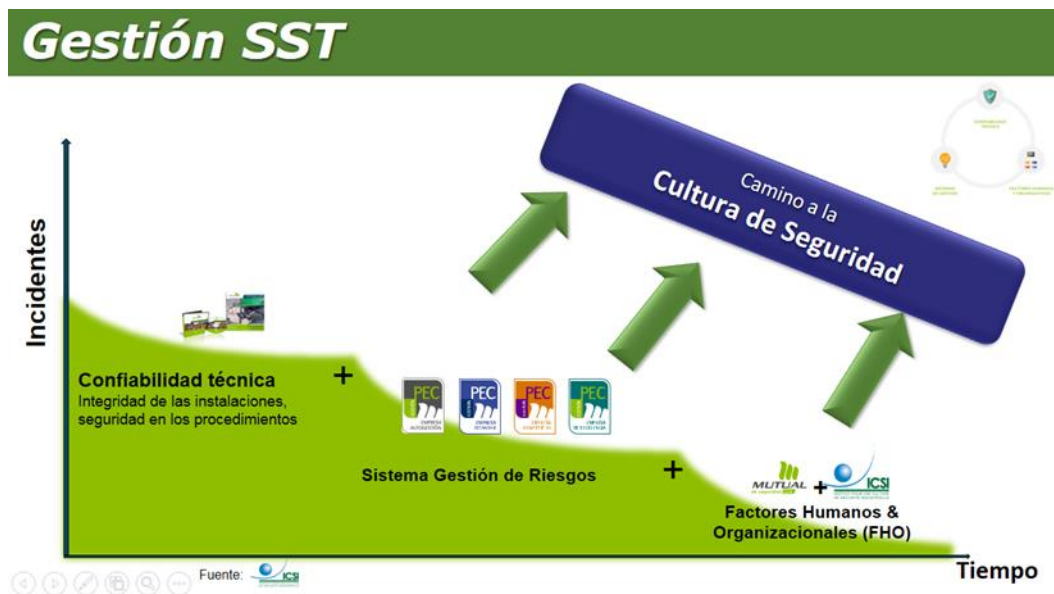 Gestión SST
Camino a la
Cultura de Seguridad
Incidentes
Confiabilidad técnica
Integridad de las instalaciones,
seguridad en los procedimientos
+
PEC
PEC
PEC
PEC
Sistema Gestión de Riesgos
+
MUTUAL
+
ICSI
Factores Humanos &
Organizacionales (FHO)
Tiempo
Fuente:
ICSI